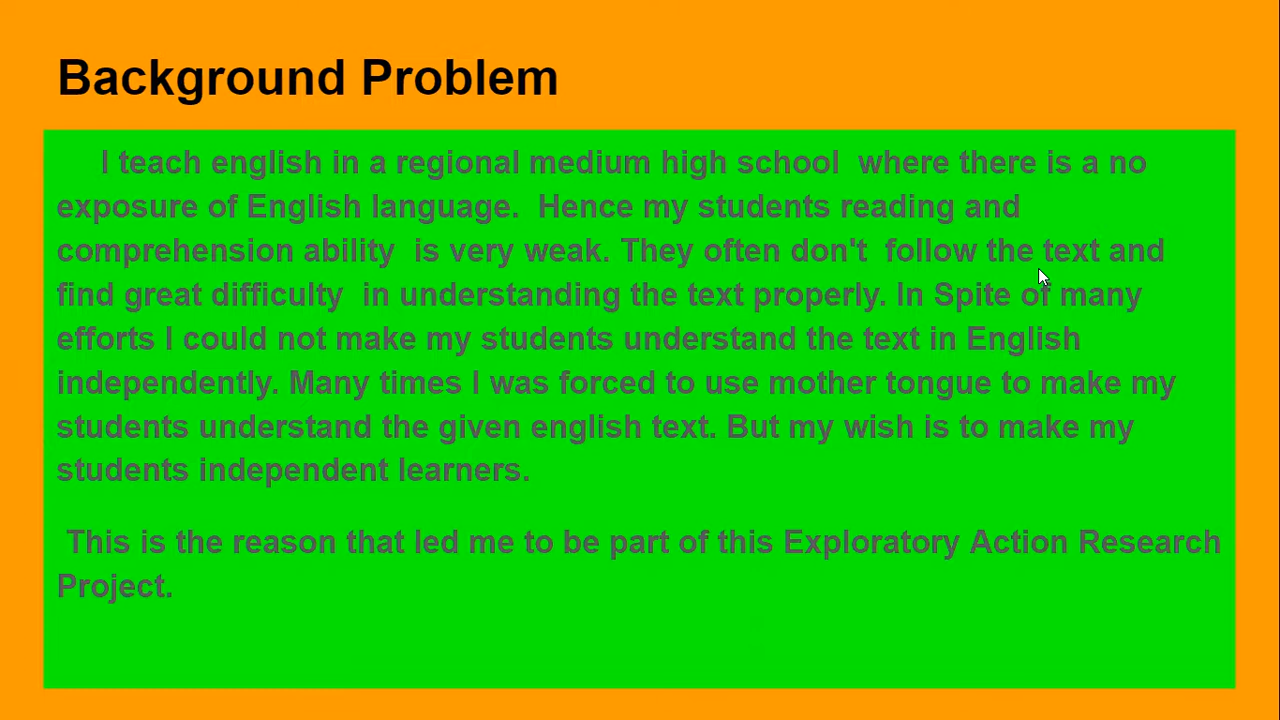 Background Problem
I teach english in a regional medium high school  where there is a no
exposure of English language.  Hence my students reading and
comprehension ability  is very weak. They often don't  follow the text and
find great difficulty  in understanding the text properly. In Spite of many
efforts I could not make my students understand the text in English
independently. Many times I was forced to use mother tongue to make my
students understand the given english text. But my wish is to make my
students independent learners.
This is the reason that led me to be part of this Exploratory Action Research
Project.